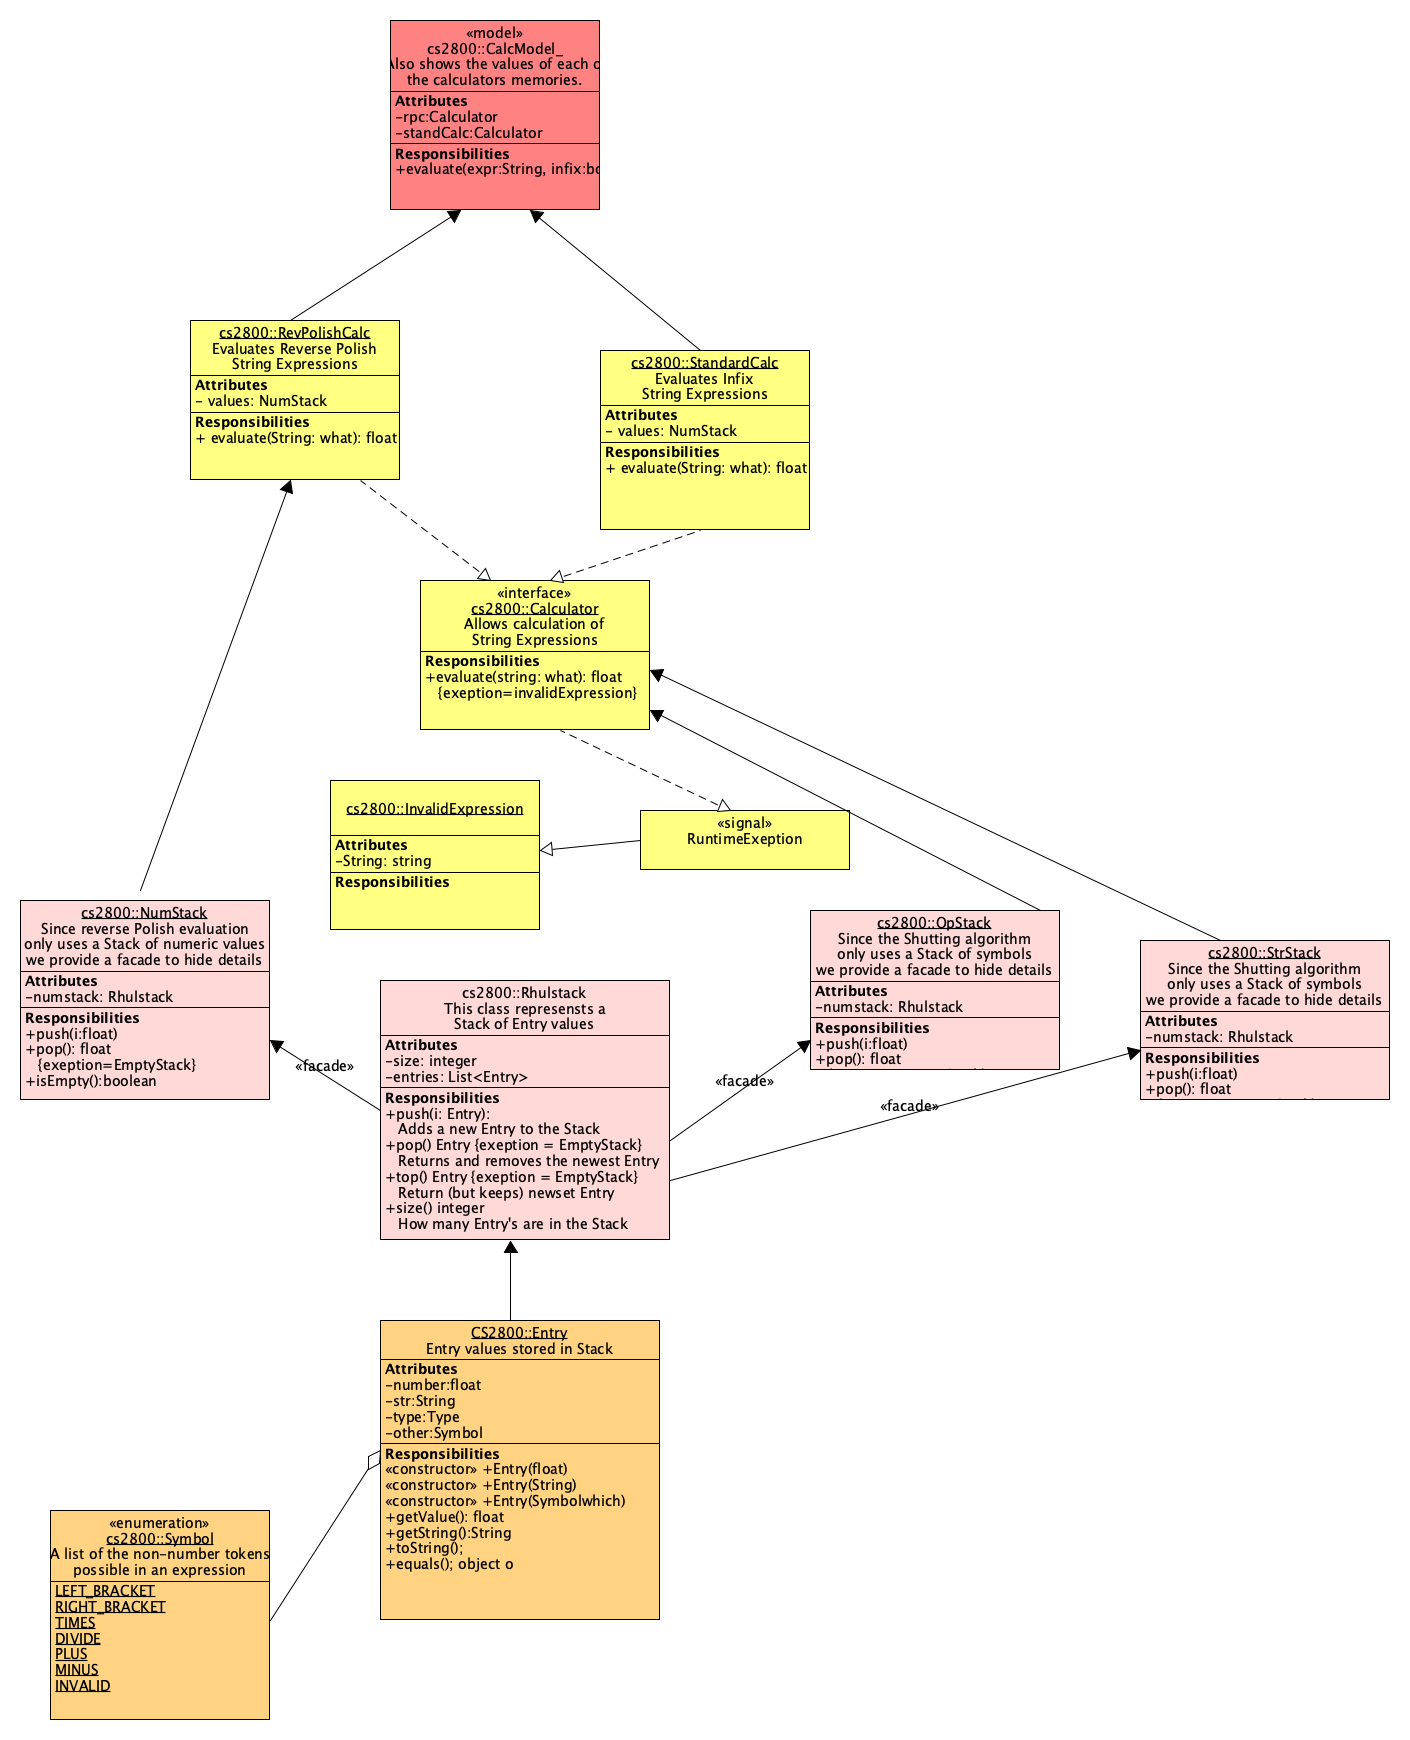 «model»
cs2800::CalcModel_
Also shows the values of each o
the calculators memories.
Attributes
-rpc:Calculator
-standCalc:Calculator
Responsibilities
+evaluate(expr:String, infix:bo
cs2800::RevPolishCalc
Evaluates Reverse Polish
String Expressions
Attributes
- values: NumStack
Responsibilities
+ evaluate(String: what): float
cs2800::StandardCalc
Evaluates Infix
String Expressions
Attributes
- values: NumStack
Responsibilities
+ evaluate(String: what): float
«interface»
cs2800::Calculator
Allows calculation of
String Expressions
Responsibilities
+evaluate(string: what): float
{exeption=invalidExpression}
cs2800::InvalidExpression
Attributes
-String: string
Responsibilities
«signal»
RuntimeExeption
cs2800::NumStack
Since reverse Polish evaluation
only uses a Stack of numeric values
we provide a facade to hide details
Attributes
-numstack: Rhulstack
Responsibilities
+push(i:float)
+pop(): float
{exeption=EmptyStack}
+isEmpty():boolean
«facade»
cs2800::Rhulstack
This class represensts a
Stack of Entry values
Attributes
-size: integer
-entries: List<Entry>
Responsibilities
+push(i: Entry):
Adds a new Entry to the Stack
+pop() Entry {exeption = EmptyStack}
Returns and removes the newest Entry
+top() Entry {exeption = EmptyStack}
Return (but keeps) newset Entry
+size() integer
How many Entry's are in the Stack
«facade»
«facade»
cs2800::OpStack
Since the Shutting algorithm
only uses a Stack of symbols
we provide a facade to hide details
Attributes
-numstack: Rhulstack
Responsibilities
+push(i:float)
+pop(): float
cs2800::StrStack
Since the Shutting algorithm
only uses a Stack of symbols
we provide a facade to hide details
Attributes
-numstack: Rhulstack
Responsibilities
+push(i:float)
+pop(): float
CS2800::Entry
Entry values stored in Stack
Attributes
-number:float
-str:String
-type:Type
-other:Symbol
Responsibilities
«constructor» +Entry(float)
«constructor» +Entry(String)
«constructor» +Entry(Symbolwhich)
+getValue(): float
+getString():String
+toString();
+equals(); object o
«enumeration»
cs2800::Symbol
A list of the non-number tokens
possible in an expression
LEFT_BRACKET
RIGHT_BRACKET
TIMES
DIVIDE
PLUS
MINUS
INVALID